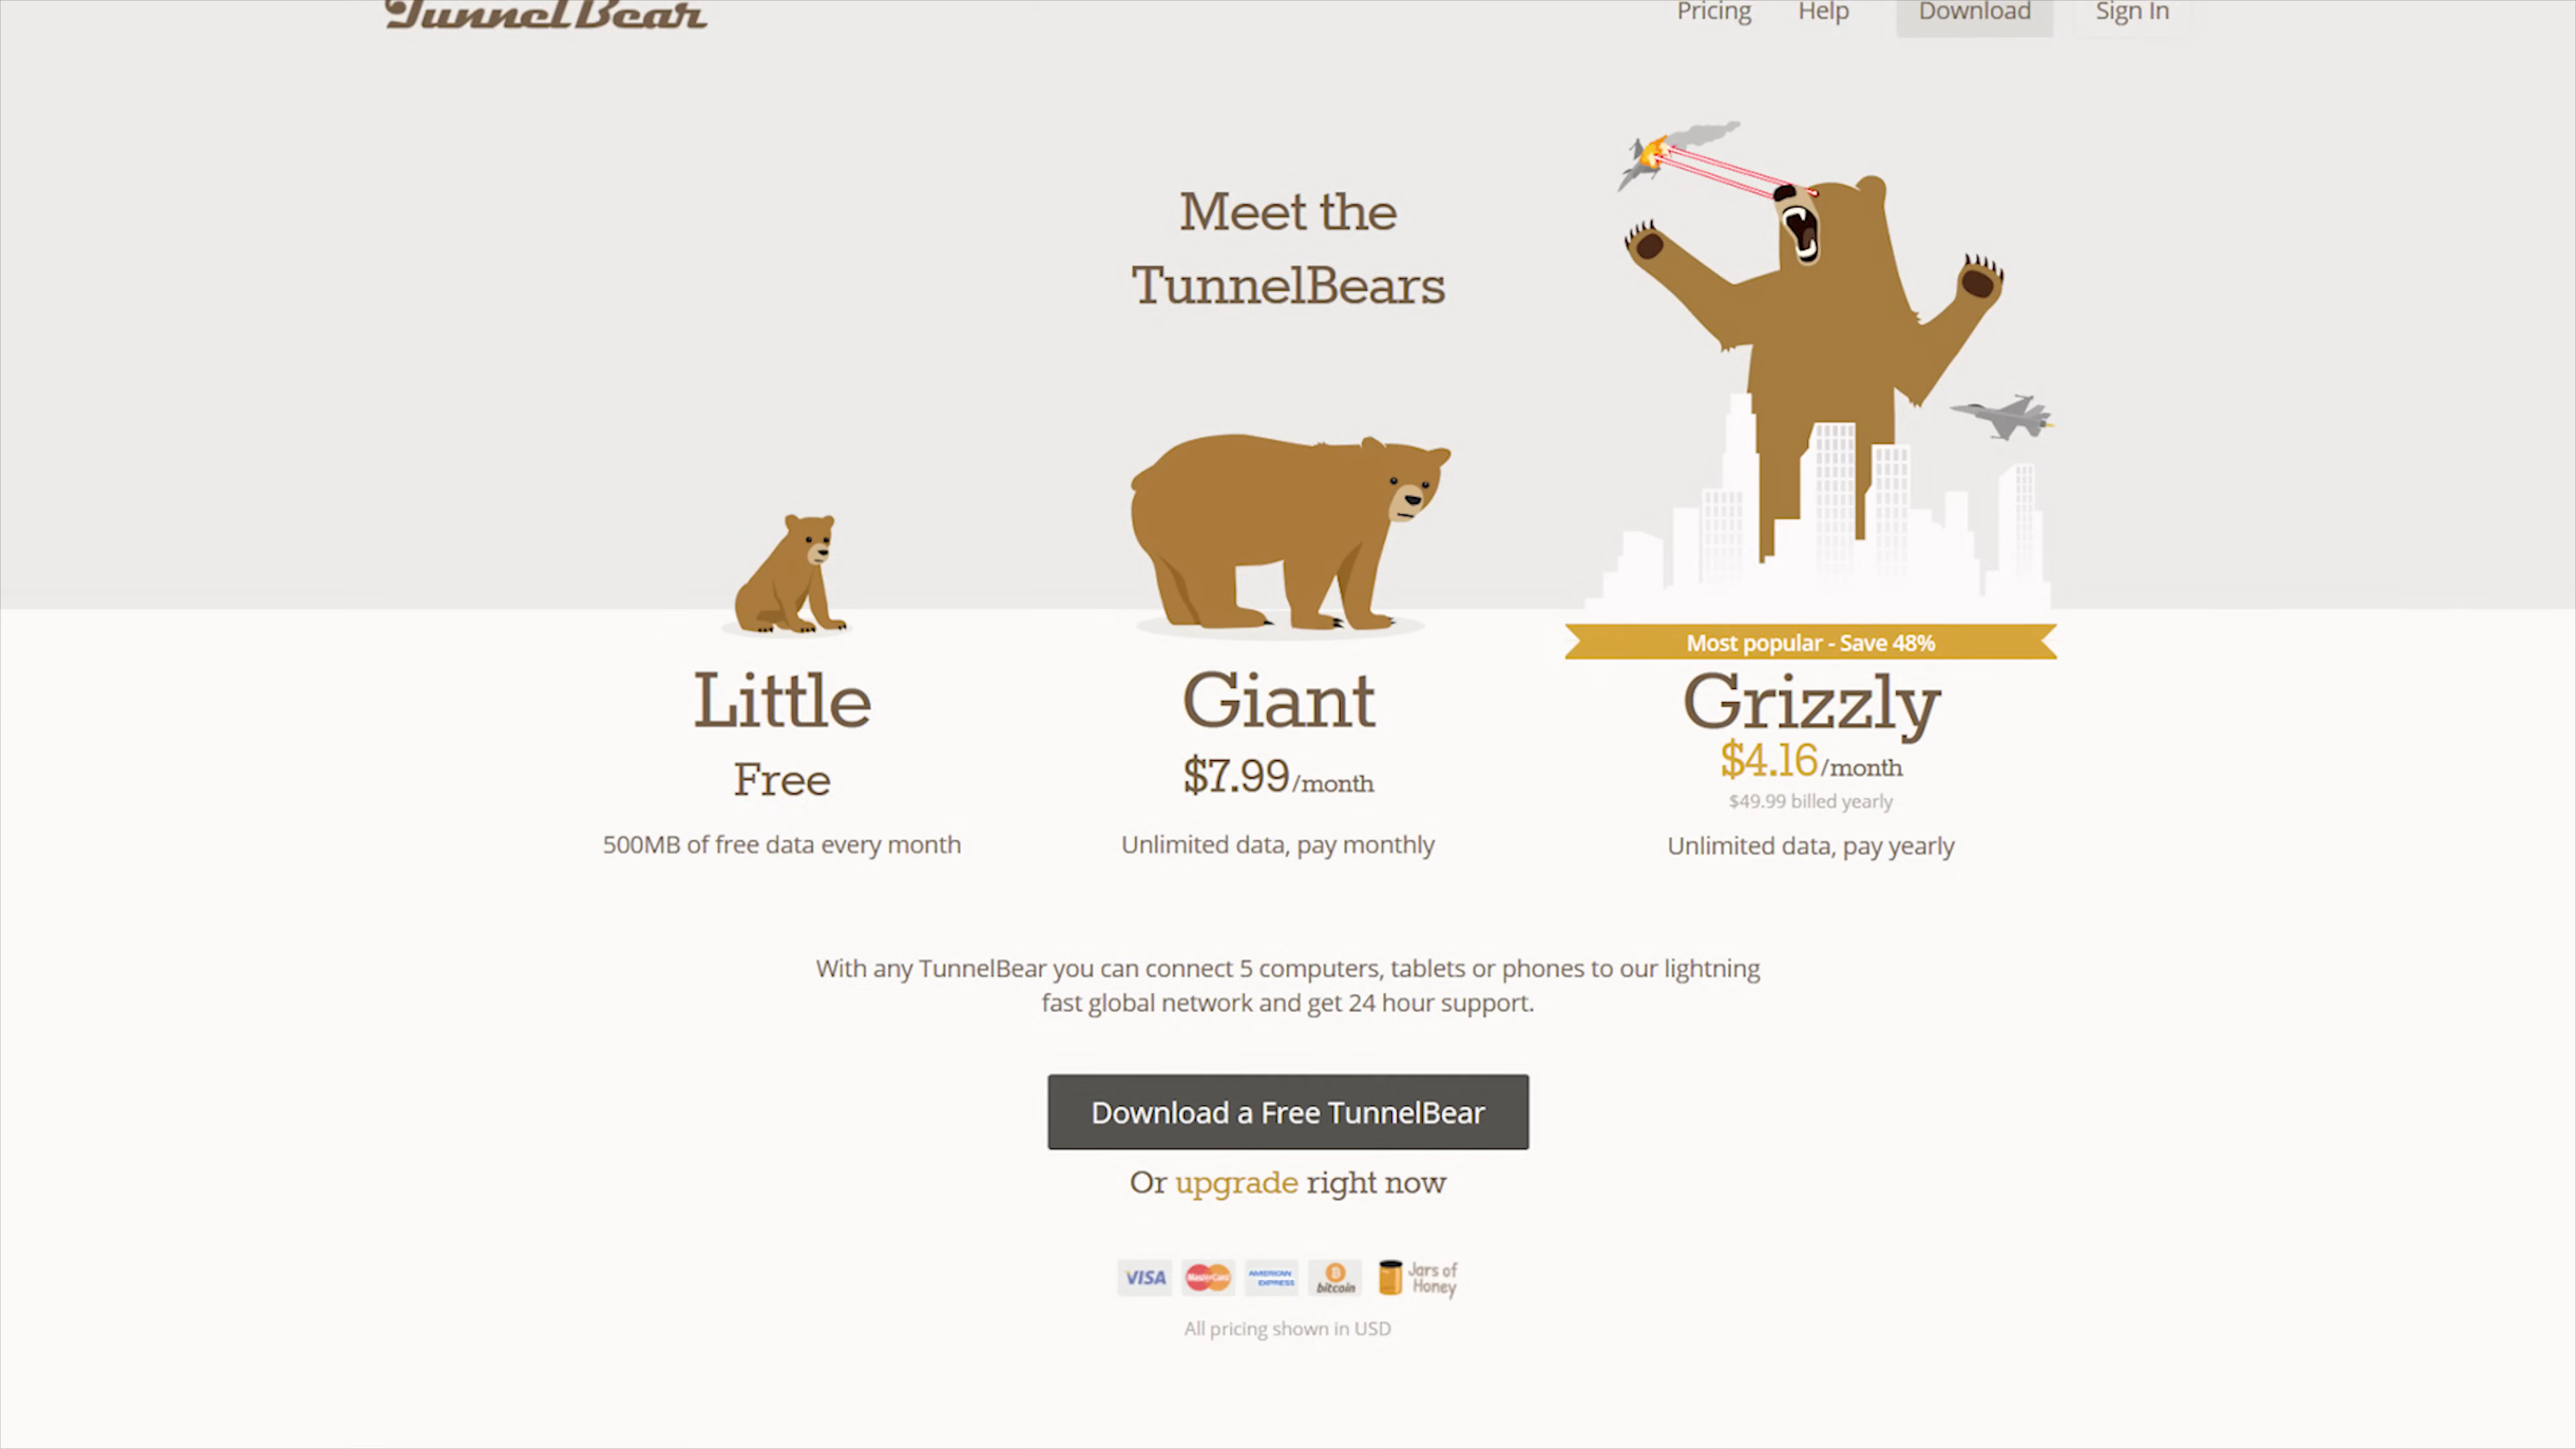 TunnelBear
Pricing Help Download Sign In
Meet the
TunnelBears
Most popular - Save 48%
Little
Giant
Grizzly
Free
$7.99/month
$4.16/month
$49.99 billed yearly
500MB of free data every month
Unlimited data, pay monthly
Unlimited data, pay yearly
With any TunnelBear you can connect 5 computers, tablets or phones to our lightning
fast global network and get 24 hour support.
Download a Free TunnelBear
Or upgrade right now
VISA MasterCard AMERICAN EXPRESS bitcoin Jars of Honey
All pricing shown in USD